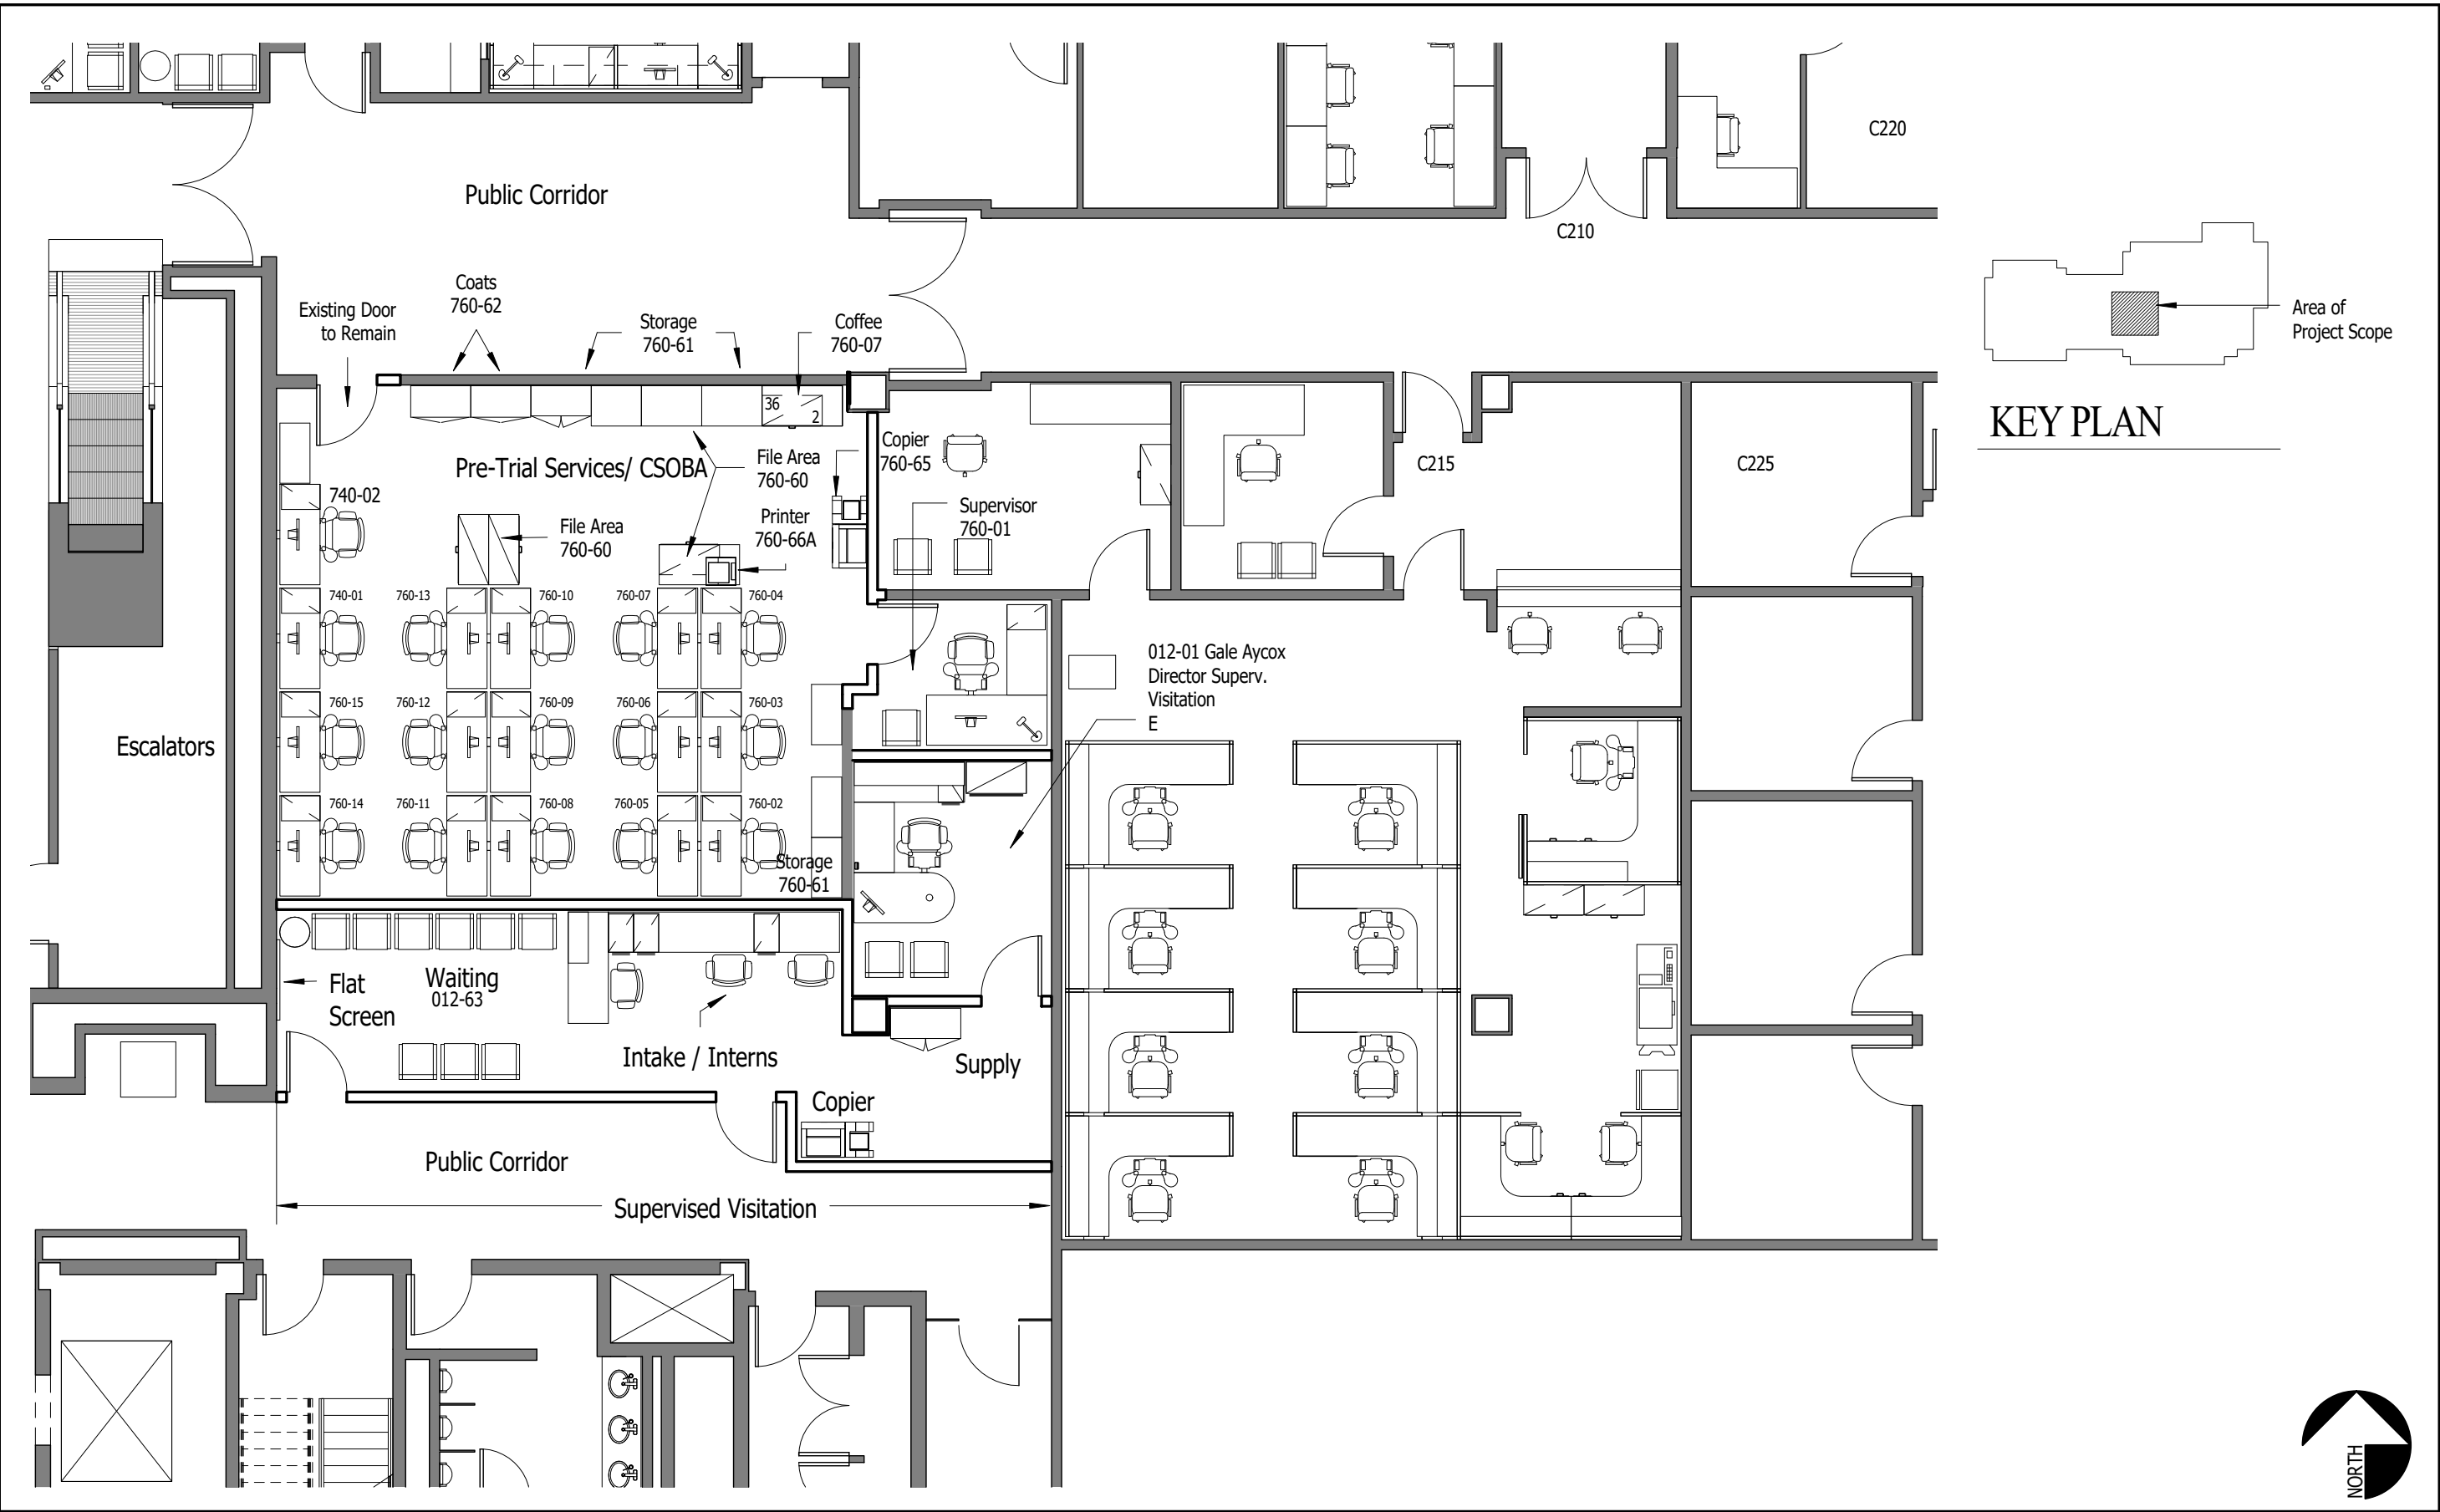 C220
Public Corridor
C210
Coats
760-62
Existing Door
to Remain
Storage
760-61
Coffee
760-07
Area of
Project Scope
KEY PLAN
36
2
Pre-Trial Services/ CSOBA
File Area
760-60
Copier
760-65
C215
C225
740-02
File Area
760-60
Printer
760-66A
Supervisor
760-01
740-01
760-13
760-10
760-07
760-04
012-01 Gale Aycox
Director Superv.
Visitation
E
760-15
760-12
760-09
760-06
760-03
Escalators
760-14
760-11
760-08
760-05
760-02
Storage
760-61
Flat
Screen
Waiting
012-63
Intake / Interns
Supply
Copier
Public Corridor
Supervised Visitation
NORTH